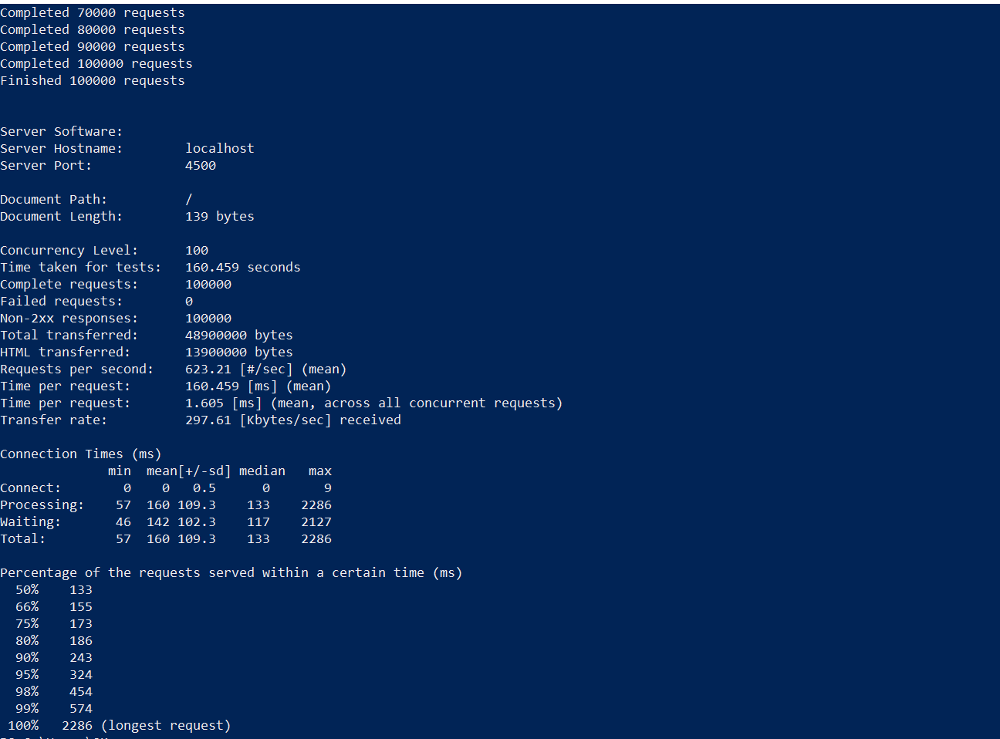 Completed 70000 requests
Completed 80000 requests
Completed 90000 requests
Completed 100000 requests
Finished 100000 requests
Server Software:
Server Hostname: localhost
Server Port: 4500
Document Path: /
Document Length: 139 bytes
Concurrency Level: 100
Time taken for tests: 160.459 seconds
Complete requests: 100000
Failed requests: 0
Non-2xx responses: 100000
Total transferred: 48900000 bytes
HTML transferred: 13900000 bytes
Requests per second: 623.21 [#/sec] (mean)
Time per request: 160.459 [ms] (mean)
Time per request: 1.605 [ms] (mean, across all concurrent requests)
Transfer rate: 297.61 [Kbytes/sec] received
Connection Times (ms)
min mean[+/-sd] median max
Connect: 0 0 0.5 0 9
Processing: 57 160 109.3 133 2286
Waiting: 46 142 102.3 117 2127
Total: 57 160 109.3 133 2286
Percentage of the requests served within a certain time (ms)
50% 133
66% 155
75% 173
80% 186
90% 243
95% 324
98% 454
99% 574
100% 2286 (longest request)